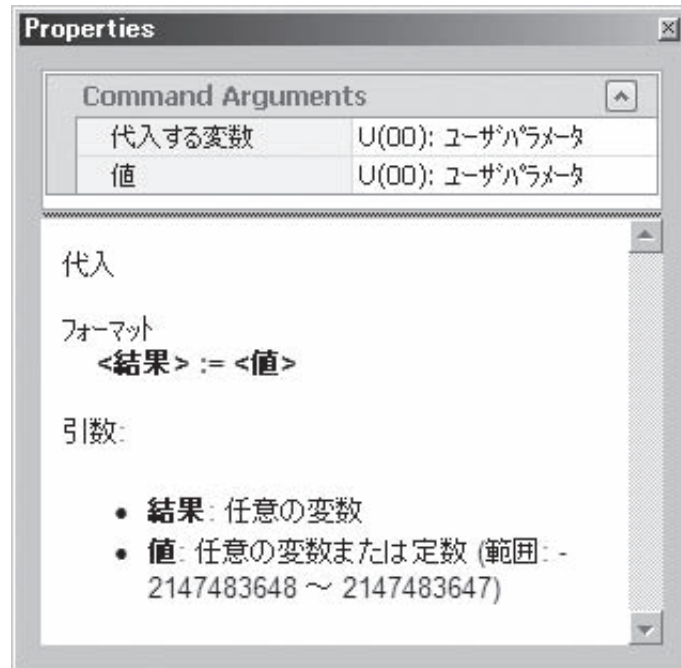 Properties
Command Arguments
代入する変数 U(00): ﾕｰｻﾞﾊﾟﾗﾒｰﾀ
値 U(00): ﾕｰｻﾞﾊﾟﾗﾒｰﾀ
代入
フォーマット
<結果> := <値>
引数:
• 結果: 任意の変数
• 値: 任意の変数または定数 (範囲: -
2147483648 ～ 2147483647)